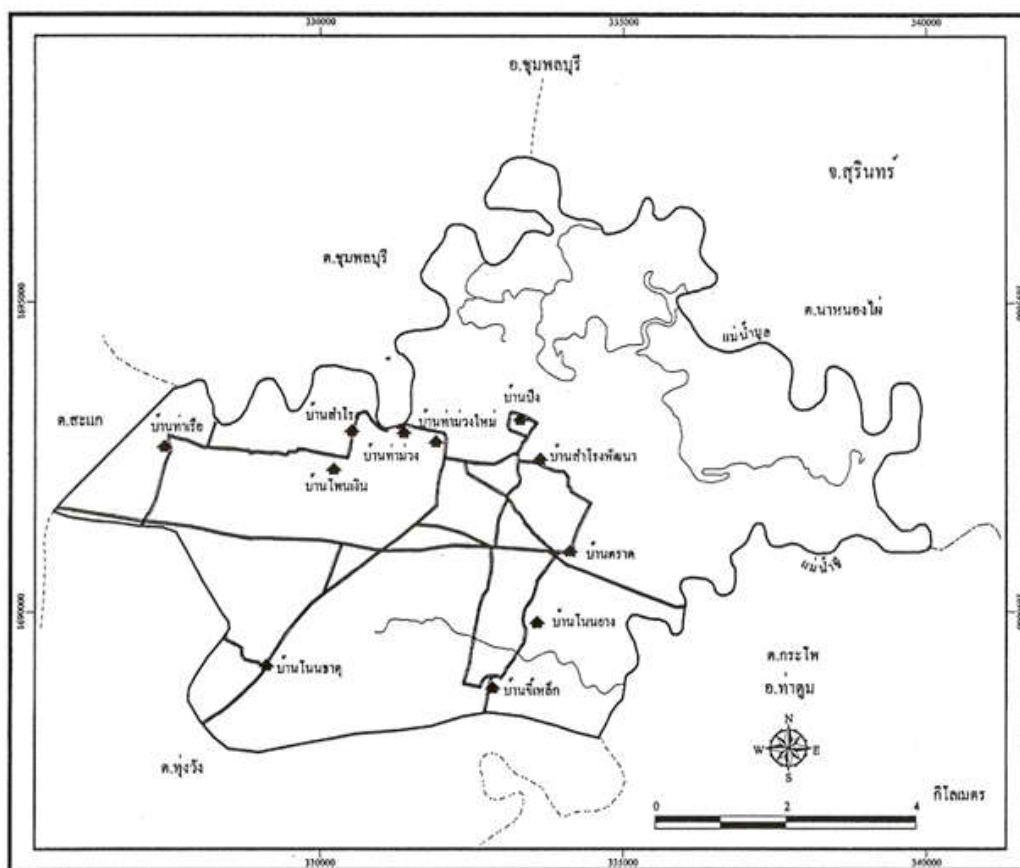 330000 335000 340000
อ.ชุมพลบุรี
จ.สุรินทร์
ต.ชุมพลบุรี
1695000
ต.นาหนองไผ่
แม่น้ำมูล
บ้านปึง
ต.สะแก
บ้านท่าเรือ
บ้านสำโรง
บ้านท่าม่วงใหม่
บ้านท่าม่วง
บ้านสำโรงพัฒนา
บ้านโพนเงิน
บ้านตราด
แม่น้ำชี
1690000
บ้านโนนยาง
บ้านโนนธาตุ
ต.กระโพ
บ้านขี้เหล็ก
อ.ท่าตูม
N
W E
S
ต.ทุ่งวัง
กิโลเมตร
0 2 4
330000 335000 340000